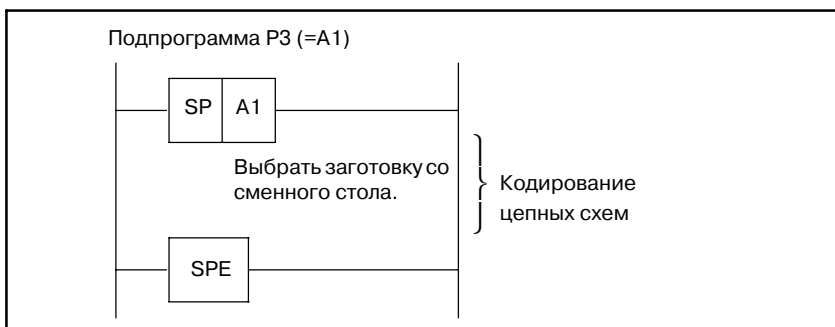 Подпрограмма P3 (=A1)
SP A1
Выбрать заготовку со
сменного стола.
Кодирование
цепных схем
SPE